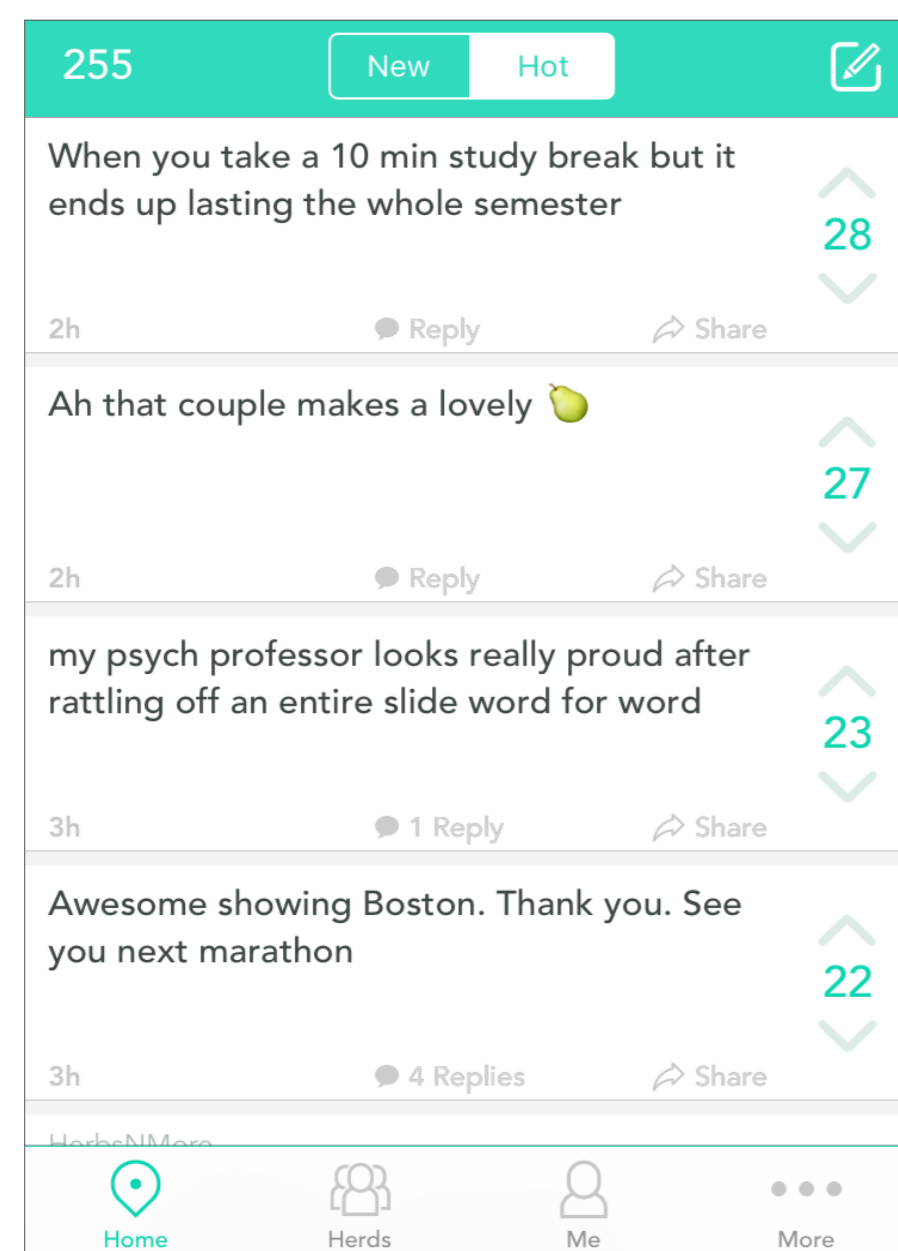 255
New
Hot
When you take a 10 min study break but it
ends up lasting the whole semester
28
2h
Reply
Share
Ah that couple makes a lovely 🍐
27
2h
Reply
Share
my psych professor looks really proud after
rattling off an entire slide word for word
23
3h
1 Reply
Share
Awesome showing Boston. Thank you. See
you next marathon
22
3h
4 Replies
Share
HerbsNMore
Home
Herds
Me
More